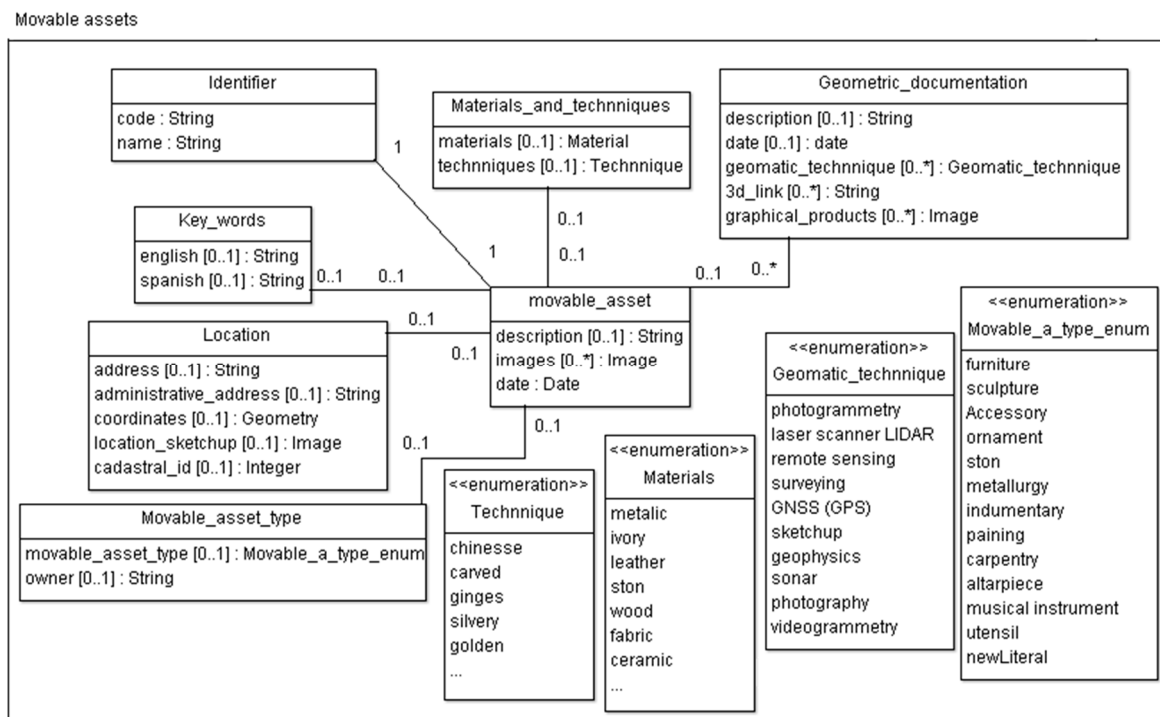 Movable assets
Identifier
code : String
name : String
1
1
Materials_and_technniques
materials [0..1] : Material
technniques [0..1] : Technnique
0..1
0..1
Geometric_documentation
description [0..1] : String
date [0..1] : date
geomatic_technnique [0..*] : Geomatic_technnique
3d_link [0..*] : String
graphical_products [0..*] : Image
0..1
0..*
Key_words
english [0..1] : String
spanish [0..1] : String
0..1
0..1
movable_asset
description [0..1] : String
images [0..*] : Image
date : Date
Location
address [0..1] : String
administrative_address [0..1] : String
coordinates [0..1] : Geometry
location_sketchup [0..1] : Image
cadastral_id [0..1] : Integer
0..1
0..1
Movable_asset_type
movable_asset_type [0..1] : Movable_a_type_enum
owner [0..1] : String
0..1
0..1
<<enumeration>>
Technnique
chinesse
carved
ginges
silvery
golden
...
<<enumeration>>
Materials
metalic
ivory
leather
ston
wood
fabric
ceramic
...
<<enumeration>>
Geomatic_technnique
photogrammetry
laser scanner LIDAR
remote sensing
surveying
GNSS (GPS)
sketchup
geophysics
sonar
photography
videogrammetry
<<enumeration>>
Movable_a_type_enum
furniture
sculpture
Accessory
ornament
ston
metallurgy
indumentary
paining
carpentry
altarpiece
musical instrument
utensil
newLiteral